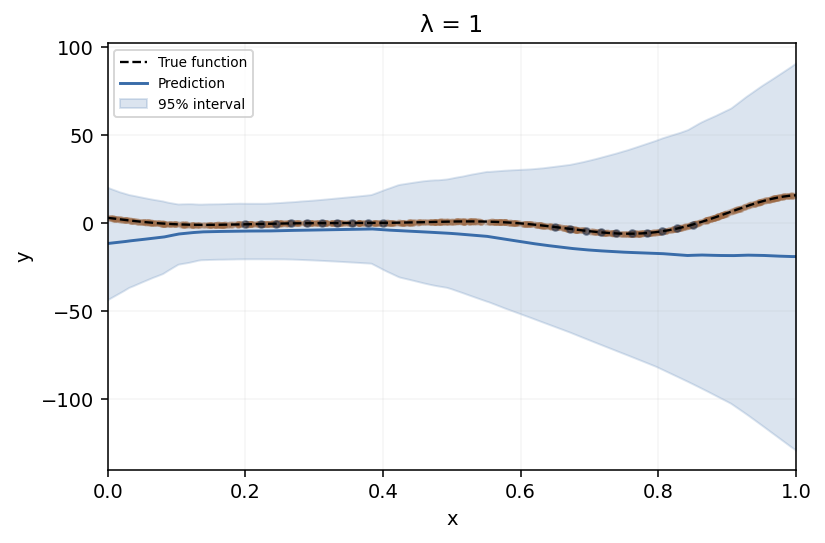 λ = 1
True function
Prediction
95% interval
y
100
50
0
−50
−100
0.0 0.2 0.4 0.6 0.8 1.0
x